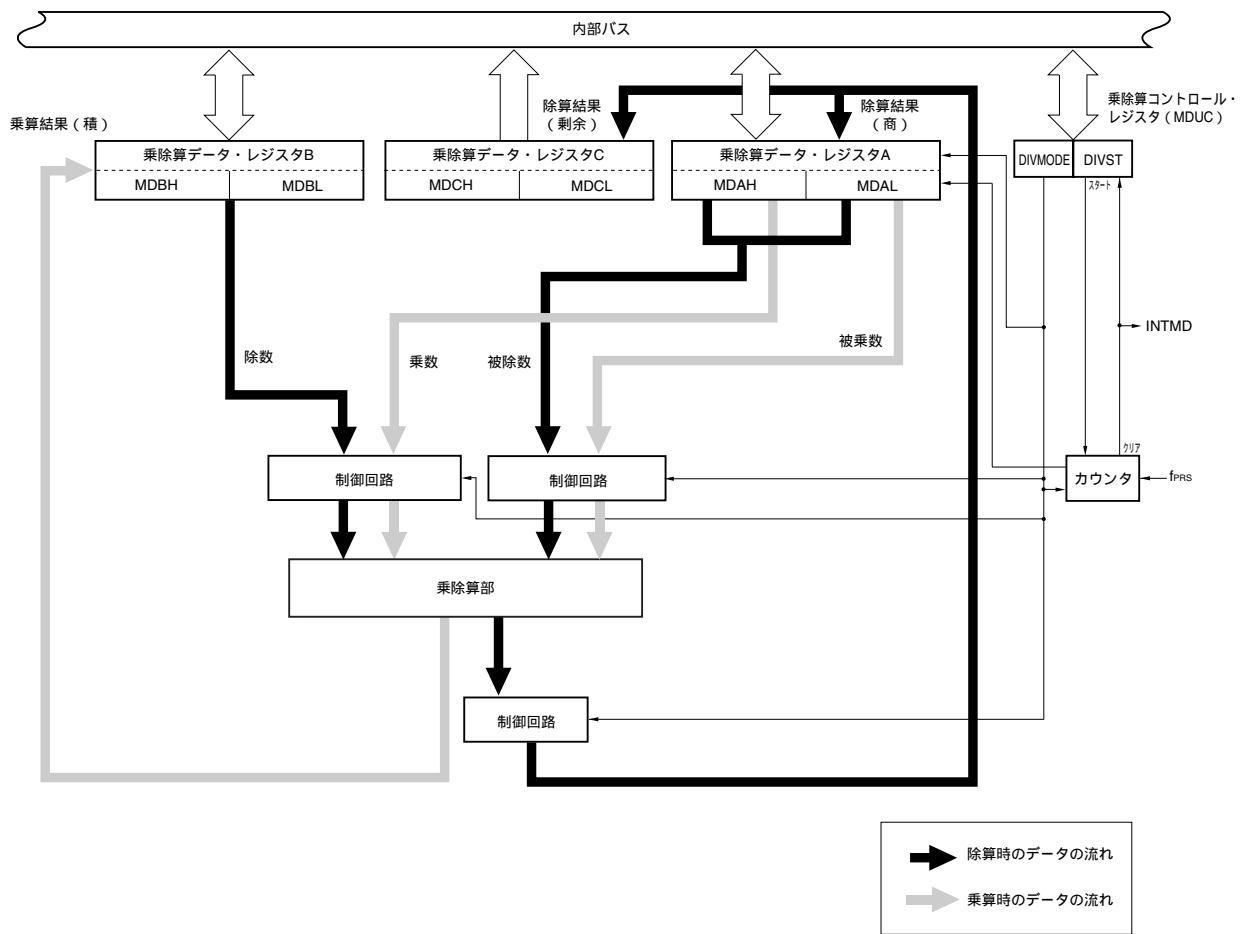 内部バス
乗算結果（積）
除算結果
（剰余）
除算結果
（商）
乗除算コントロール・
レジスタ（MDUC）
乗除算データ・レジスタB
MDBH
MDBL
乗除算データ・レジスタC
MDCH
MDCL
乗除算データ・レジスタA
MDAH
MDAL
DIVMODE
DIVST
スタート
INTMD
除数
乗数
被除数
被乗数
クリア
制御回路
制御回路
カウンタ
fPRS
乗除算部
制御回路
除算時のデータの流れ
乗算時のデータの流れ